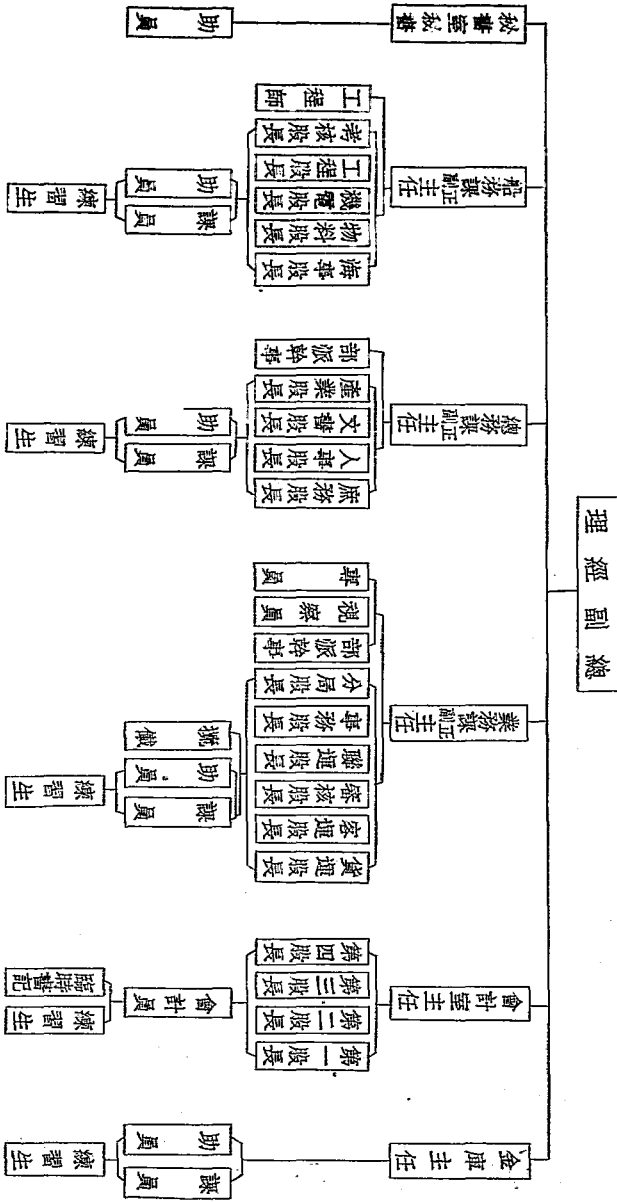 總副經理
金庫主任
課員
助員
練習生
會計室主任
第一股股長
第二股股長
第三股股長
第四股股長
會計員
練習生
臨時書記
業務課正副主任
貨運股股長
客運股股長
審核股股長
聯運股股長
事務股股長
分局股股長
部派幹事
視察員
專員
課員
助員
攬儎
練習生
總務課正副主任
庶務股股長
人事股股長
文書股股長
產業股股長
部派幹事
課員
助員
練習生
船務課正副主任
海事股股長
物料股股長
機電股股長
工程股股長
考核股股長
工程師
課員
助員
練習生
秘書室秘書
助員